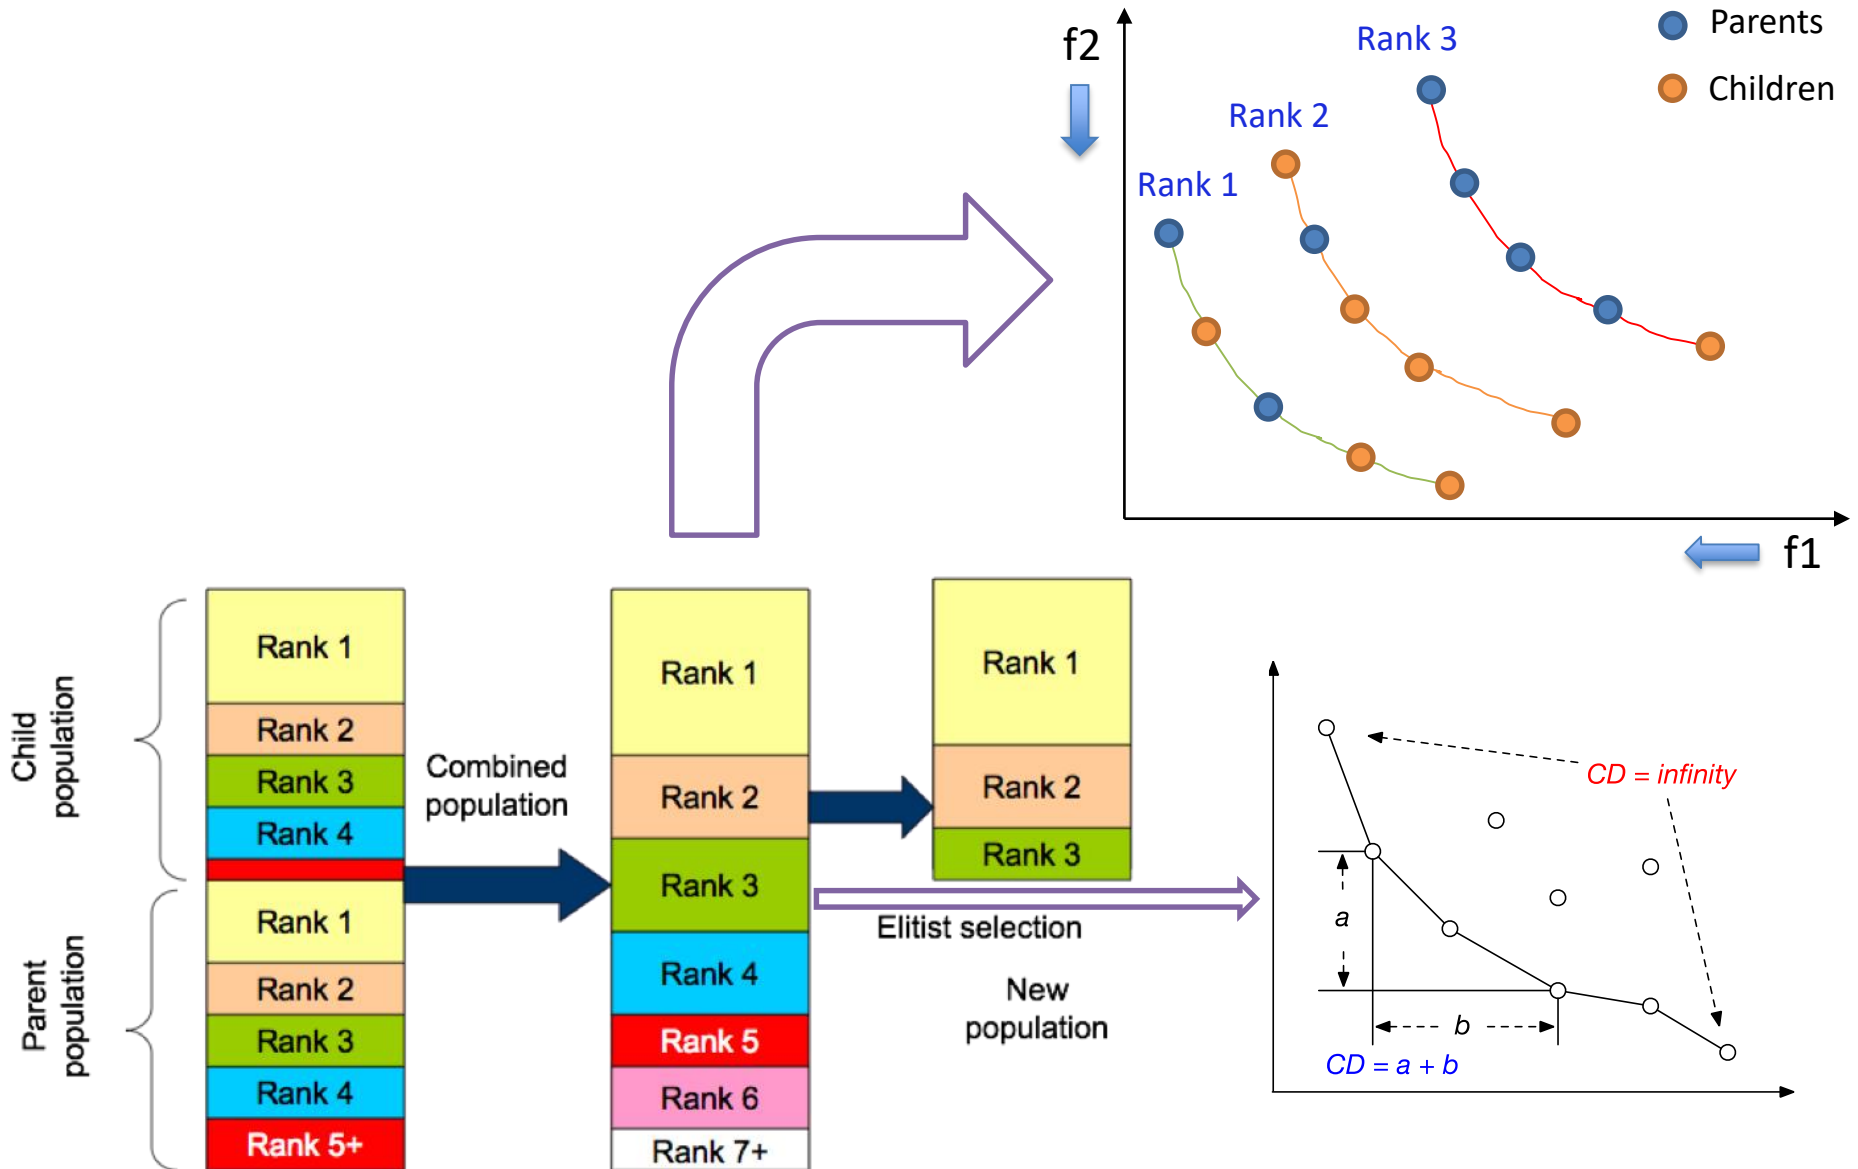 Parents
Children
f2
Rank 3
Rank 2
Rank 1
f1
Child
population
Rank 1
Rank 2
Rank 3
Rank 4
Parent
population
Rank 1
Rank 2
Rank 3
Rank 4
Rank 5+
Combined
population
Rank 1
Rank 2
Rank 3
Rank 4
Rank 5
Rank 6
Rank 7+
Rank 1
Rank 2
Rank 3
Elitist selection
New
population
CD = infinity
a
b
CD = a + b